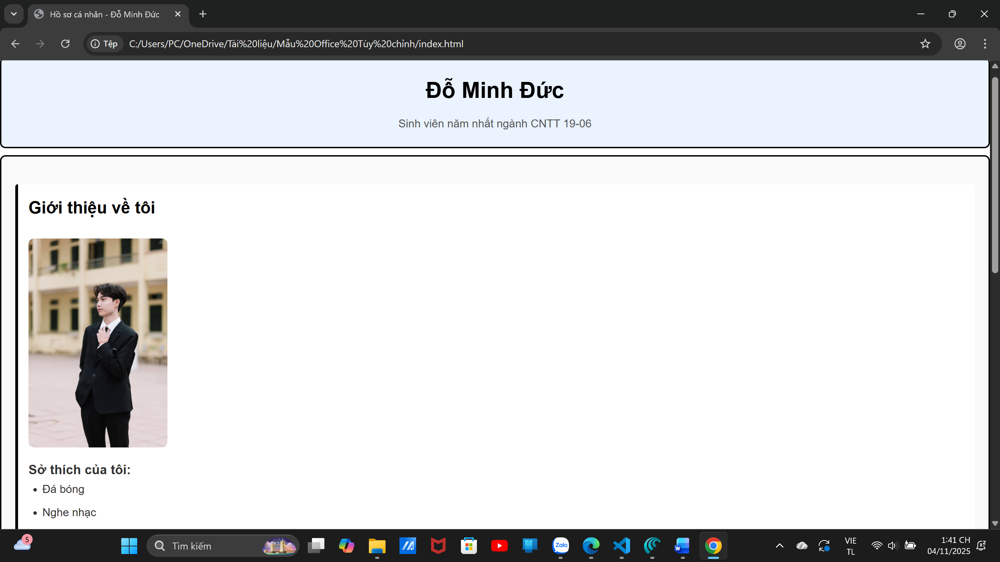 Hồ sơ cá nhân - Đỗ Minh Đức
Tệp
C:/Users/PC/OneDrive/Tài%20liệu/Mẫu%20Office%20Tùy%20chỉnh/index.html
Đỗ Minh Đức
Sinh viên năm nhất ngành CNTT 19-06
Giới thiệu về tôi
Sở thích của tôi:
Đá bóng
Nghe nhạc
5
Tìm kiếm
Zalo
W
VIE
TL
1:41 CH
04/11/2025